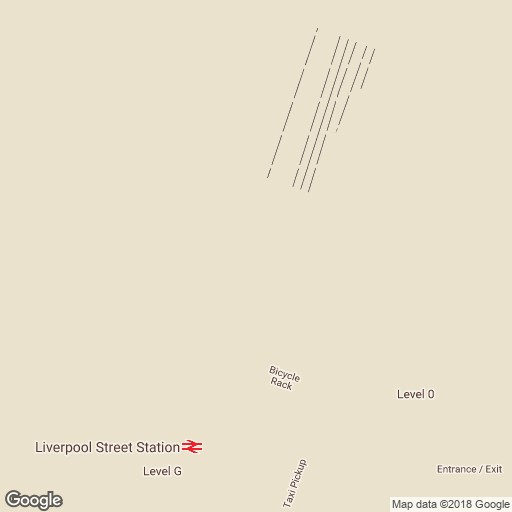 Bicycle
Rack
Level 0
Liverpool Street Station
Level G
Entrance / Exit
Taxi Pickup
Google
Map data ©2018 Google